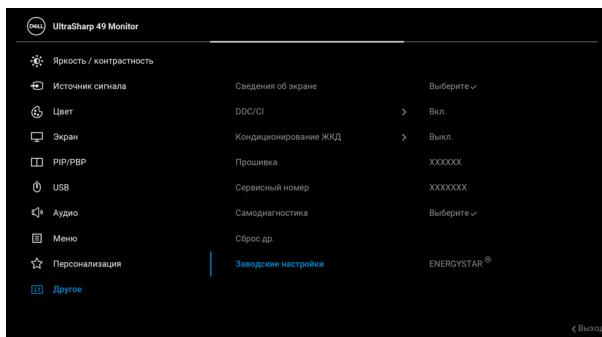 DELL UltraSharp 49 Monitor
Яркость / контрастность
Источник сигнала Сведения об экране Выберите ✓
Цвет DDC/CI > Вкл.
Экран Кондиционирование ЖКД > Выкл.
PIP/PBP Прошивка XXXXXX
USB Сервисный номер XXXXXXX
Аудио Самодиагностика Выберите ✓
Меню Сброс др.
Персонализация Заводские настройки ENERGYSTAR ®
Другое
< Выход